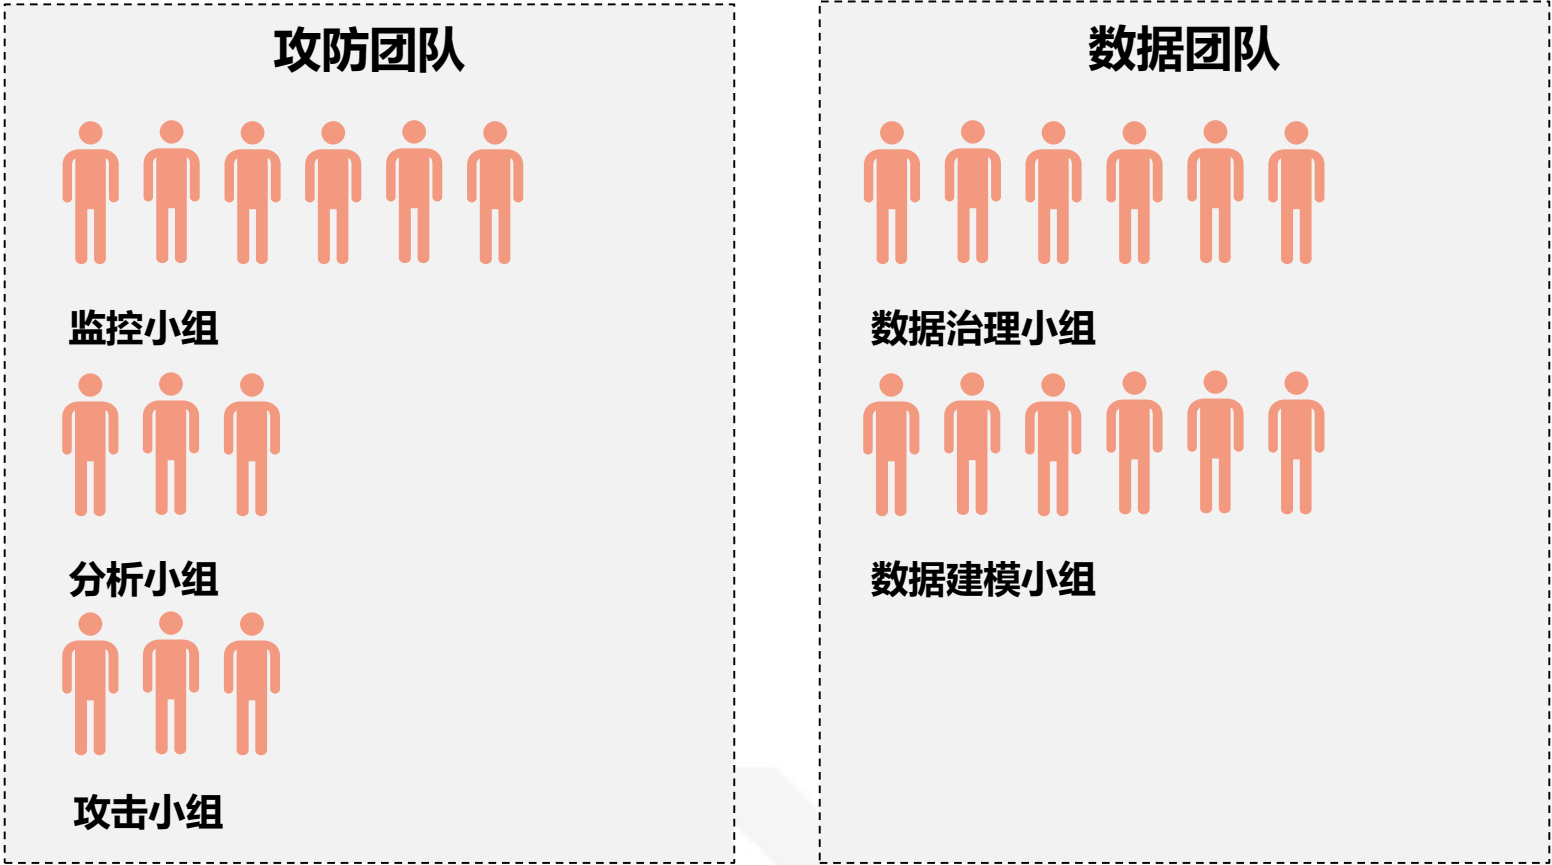 攻防团队
监控小组
分析小组
攻击小组
数据团队
数据治理小组
数据建模小组